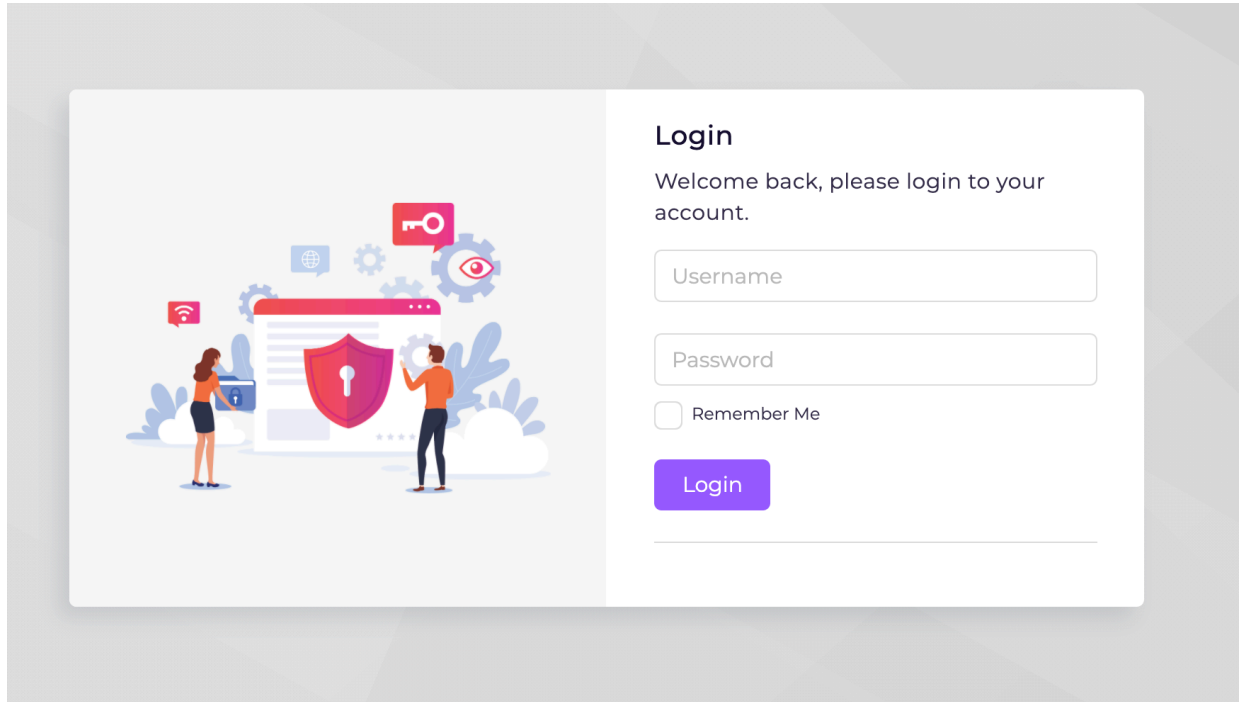 Login
Welcome back, please login to your
account.
Username
Password
Remember Me
Login